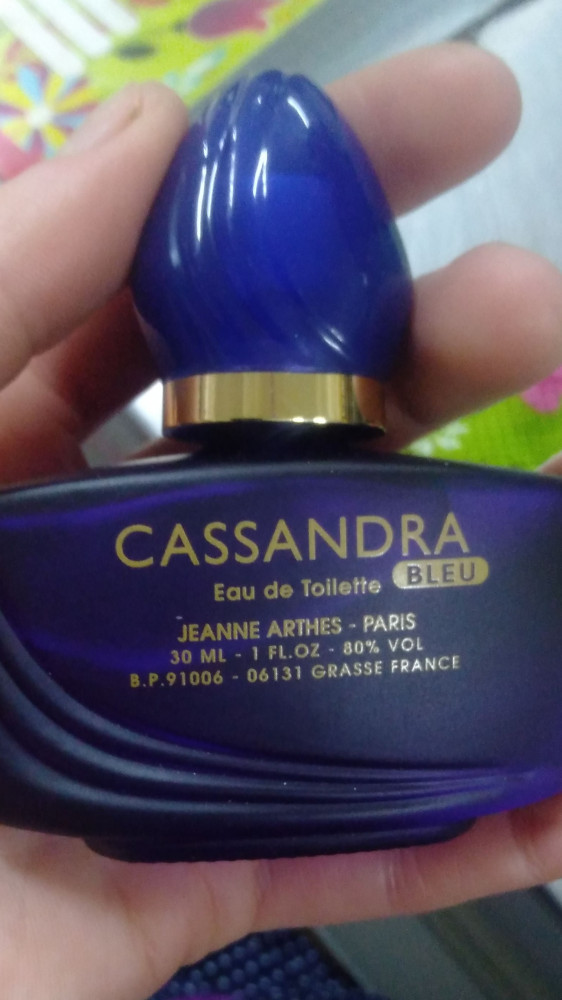 CASSANDRA
BLEU
Eau de Toilette
JEANNE ARTHES - PARIS
30 ML - 1 FL.OZ - 80% VOL
B.P.91006 - 06131 GRASSE FRANCE